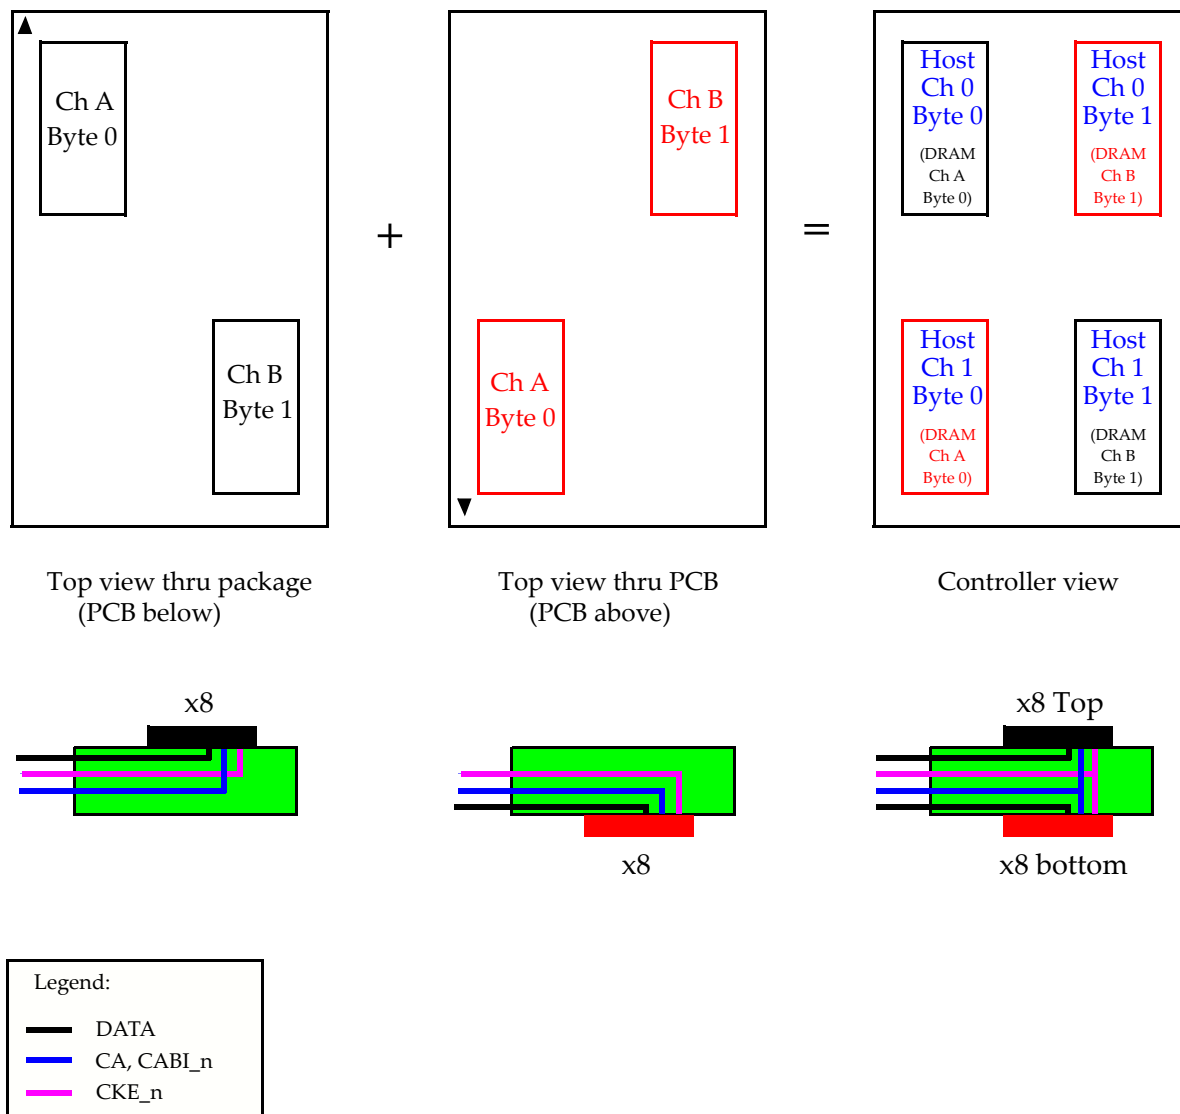 Ch A
Byte 0
Ch B
Byte 1
+
Ch B
Byte 1
Ch A
Byte 0
=
Host
Ch 0
Byte 0
(DRAM
Ch A
Byte 0)
Host
Ch 0
Byte 1
(DRAM
Ch B
Byte 1)
Host
Ch 1
Byte 0
(DRAM
Ch A
Byte 0)
Host
Ch 1
Byte 1
(DRAM
Ch B
Byte 1)
Top view thru package
(PCB below)
Top view thru PCB
(PCB above)
Controller view
x8
x8
x8 Top
x8 bottom
Legend:
DATA
CA, CABI_n
CKE_n